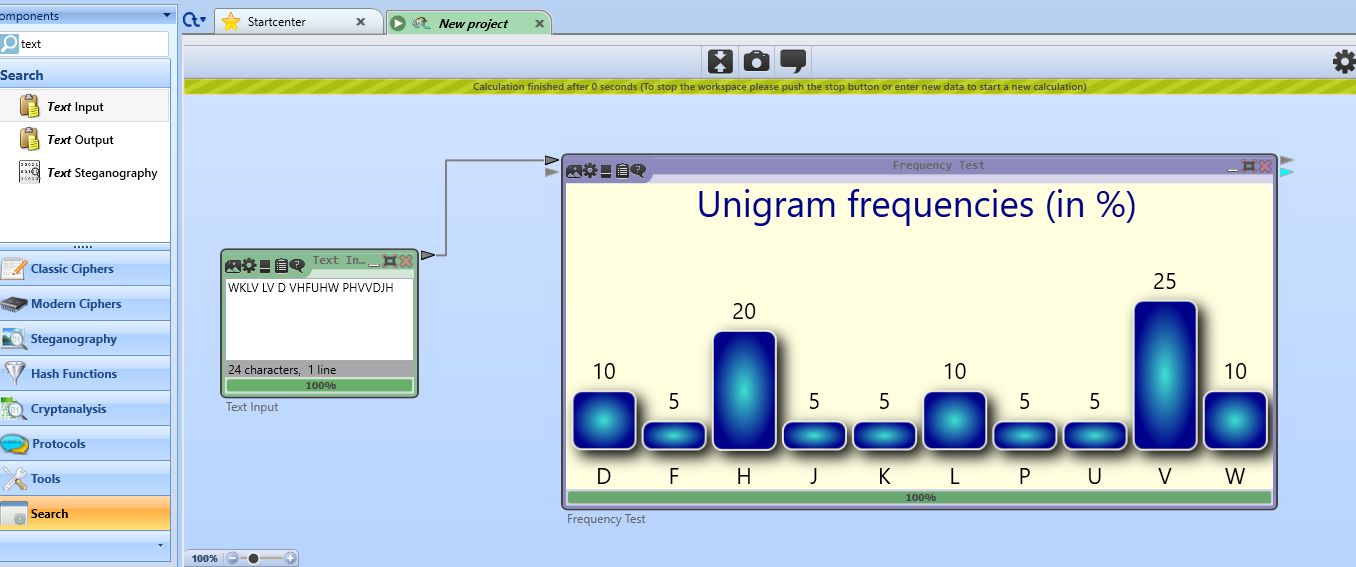 omponents
text
Search
Text Input
Text Output
Text Steganography
Classic Ciphers
Modern Ciphers
Steganography
Hash Functions
Cryptanalysis
Protocols
Tools
Search
Startcenter
New project
Calculation finished after 0 seconds (To stop the workspace please push the stop button or enter new data to start a new calculation)
Text In...
WKLV LV D VHFUHW PHVVDJH
24 characters, 1 line
100%
Text Input
Frequency Test
Unigram frequencies (in %)
10 5 20 5 5 10 5 5 25 10
D F H J K L P U V W
100%
Frequency Test
100%